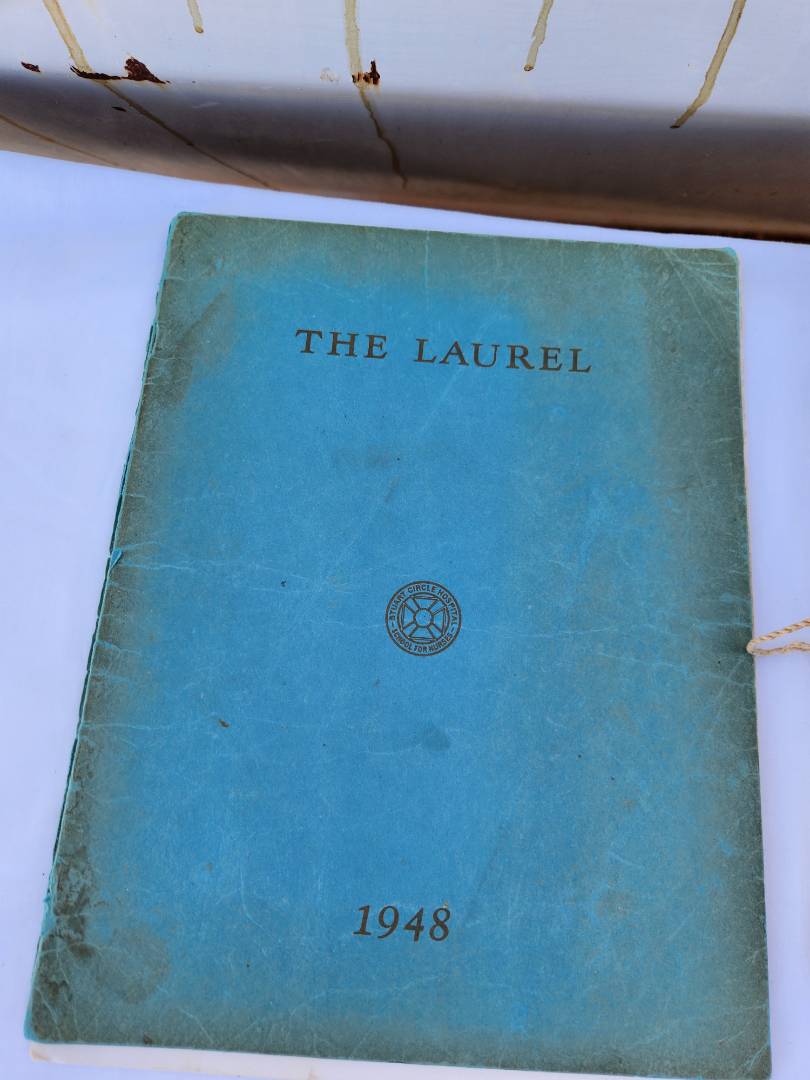 THE LAUREL
STUART CIRCLE HOSPITAL
SCHOOL FOR NURSES
1948